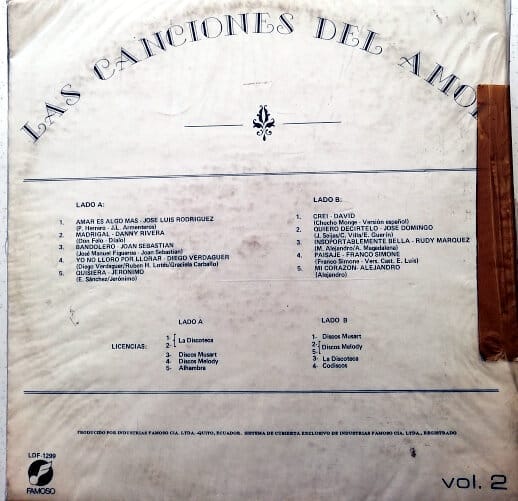 LAS CANCIONES DEL AMO
LADO A:
1. AMAR ES ALGO MAS - JOSE LUIS RODRIGUEZ
(P. Herrero - J.L. Armenteros)
2. MADRIGAL - DANNY RIVERA
(Don Felo - Díalo)
3. BANDOLERO - JOAN SEBASTIAN
(José Manuel Figueroa - Joan Sebastian)
4. YO NO LLORO POR LLORAR - DIEGO VERDAGUER
(Diego Verdaguer/Ruben H. Lotés/Graciela Carballo)
5. QUISIERA - JERONIMO
(E. Sánchez/Jerónimo)
LADO B:
1. CREI - DAVID
(Chucho Monge - Versión español)
2. QUIERO DECIRTELO - JOSE DOMINGO
(J. Seijas/C. Villa/E. Guerín)
3. INSOPORTABLEMENTE BELLA - RUDY MARQUEZ
(M. Alejandro/A. Magdalena)
4. PAISAJE - FRANCO SIMONE
(Franco Simone - Vers. Cast. E. Luis)
5. MI CORAZON - ALEJANDRO
(Alejandro)
LICENCIAS:
LADO A
1- La Discoteca
2-
3- Discos Musart
4- Discos Melody
5- Alhambra
LADO B
1- Discos Musart
2- Discos Melody
5-
3- La Discoteca
4- Codiscos
PRODUCIDO POR INDUSTRIAS FAMOSO CIA. LTDA. -QUITO, ECUADOR. SISTEMA DE CUBIERTA EXCLUSIVO DE INDUSTRIAS FAMOSO CIA. LTDA., REGISTRADO
LDF-1299
FAMOSO
vol. 2